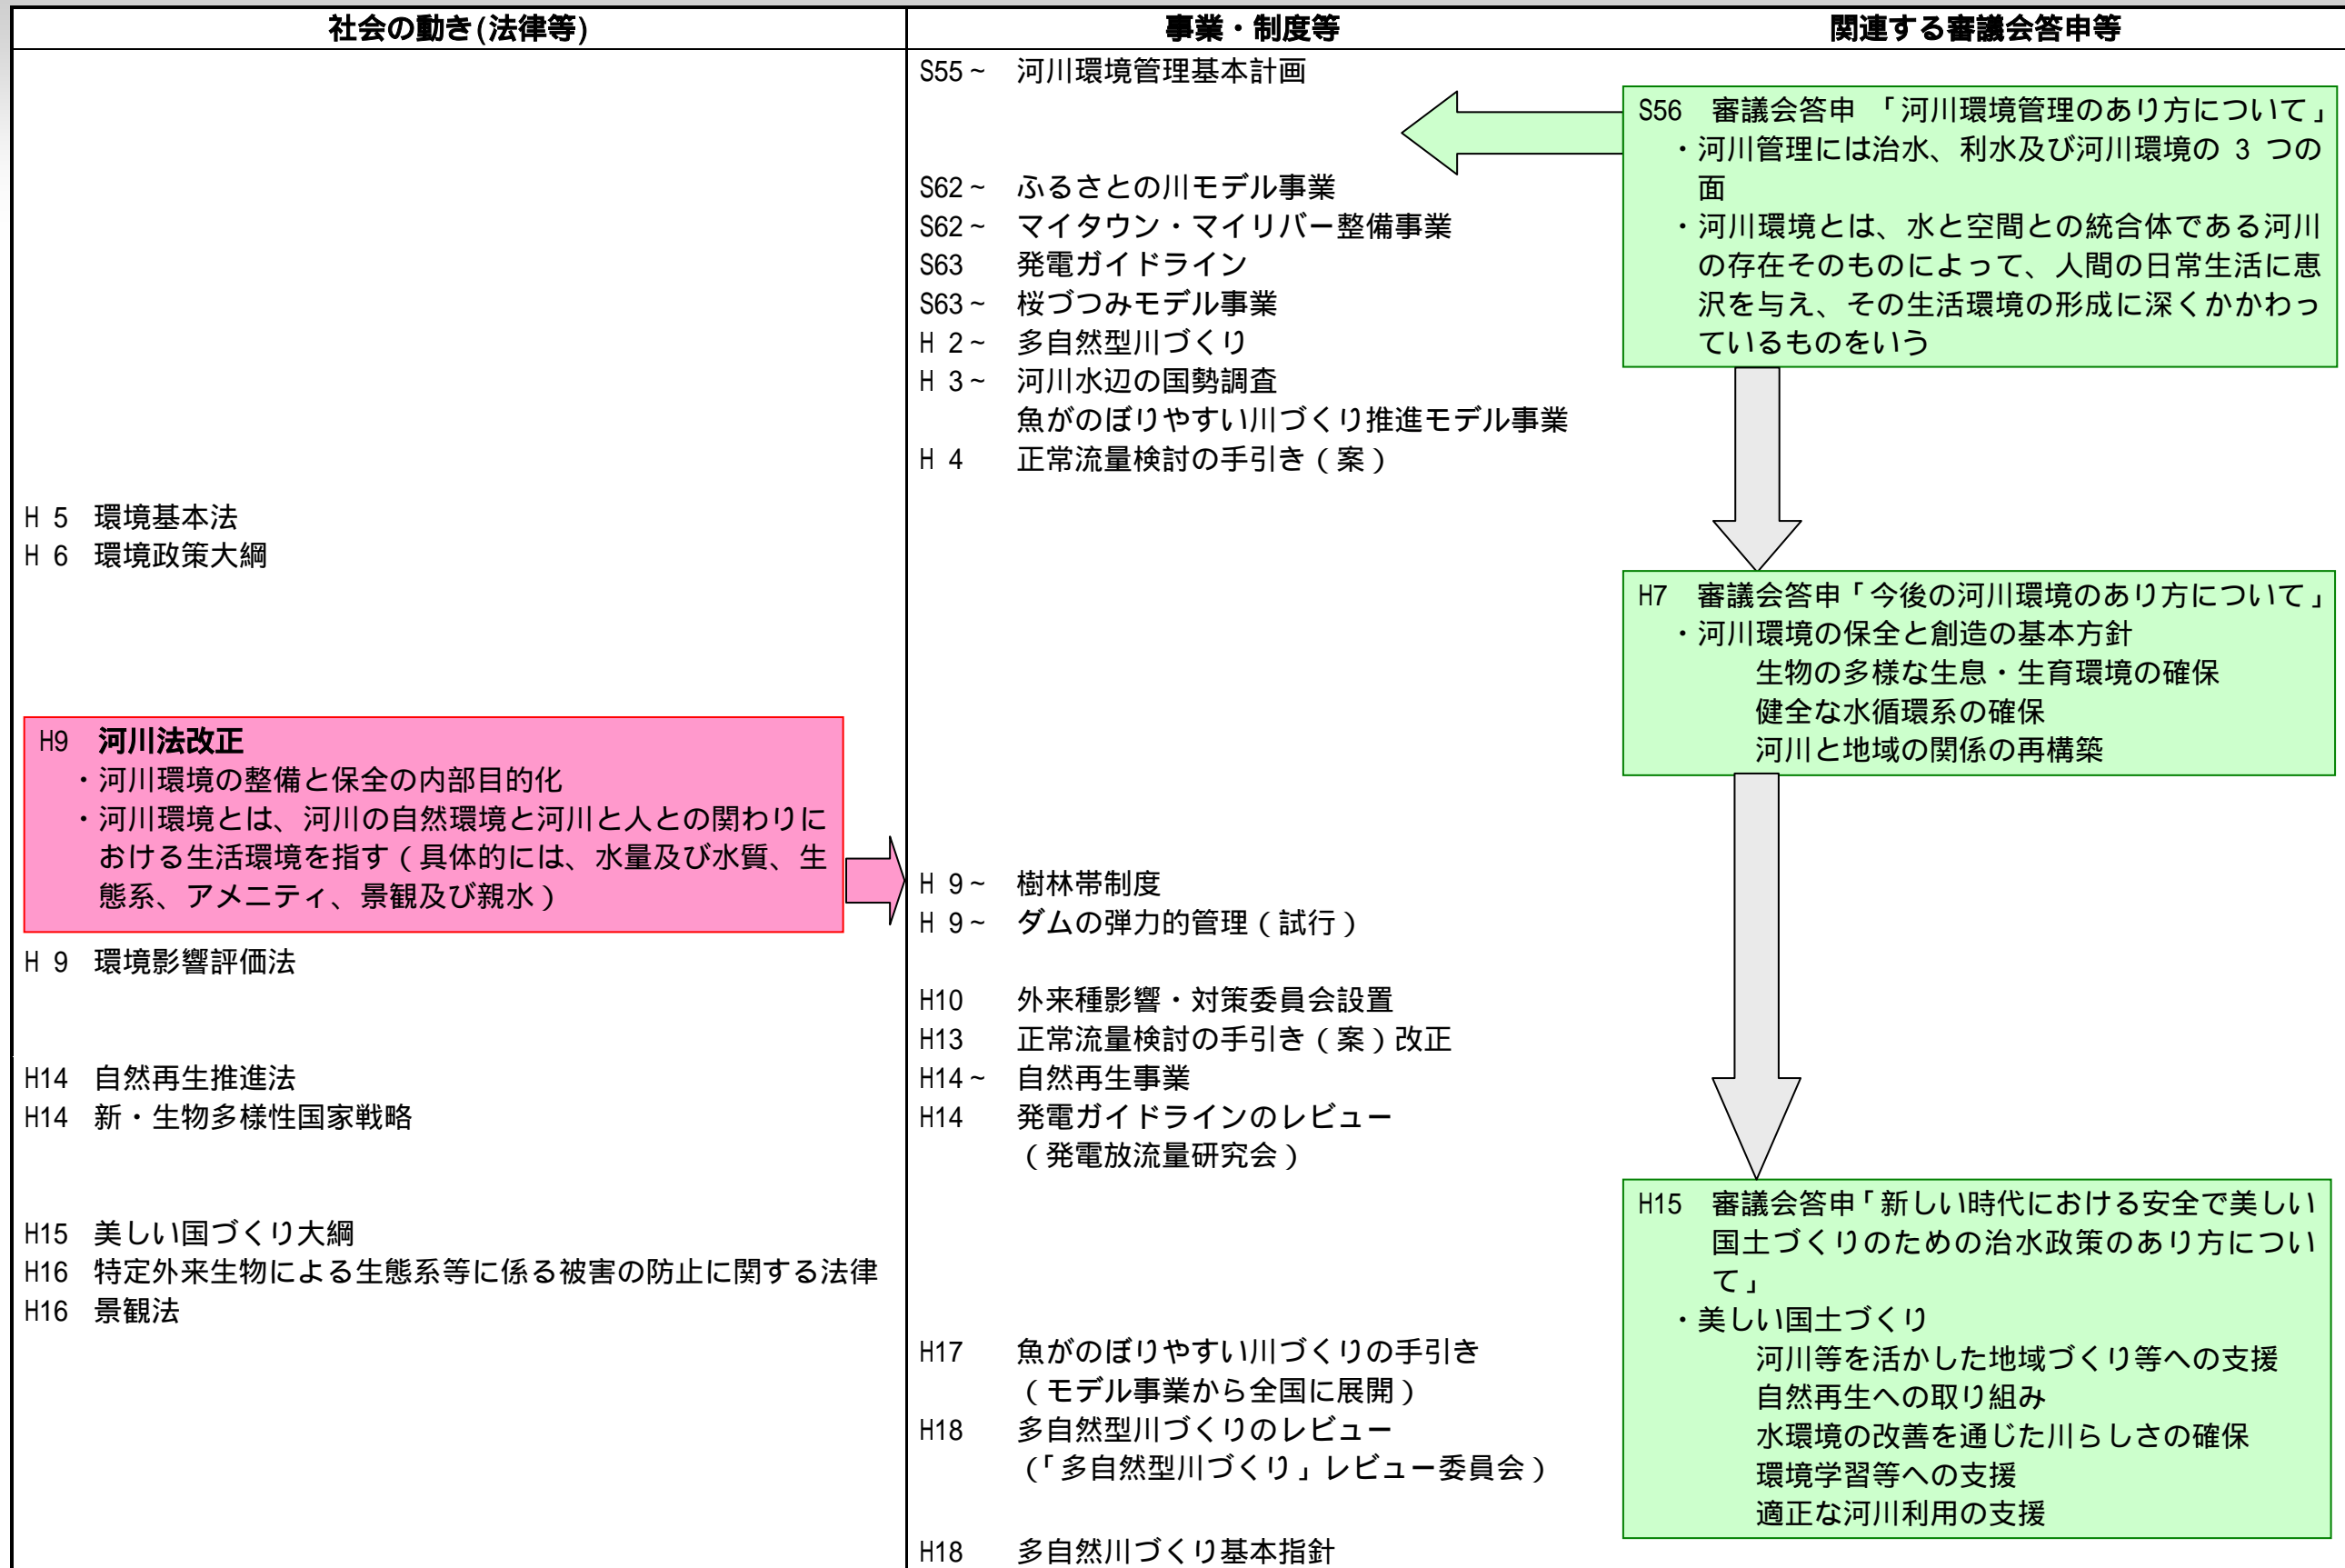 社会の動き(法律等)
事業・制度等
関連する審議会答申等
H 5 環境基本法
H 6 環境政策大綱
H9 河川法改正
・河川環境の整備と保全の内部目的化
・河川環境とは、河川の自然環境と河川と人との関わりに
おける生活環境を指す（具体的には、水量及び水質、生
態系、アメニティ、景観及び親水）
H 9 環境影響評価法
H14 自然再生推進法
H14 新・生物多様性国家戦略
H15 美しい国づくり大綱
H16 特定外来生物による生態系等に係る被害の防止に関する法律
H16 景観法
S55～ 河川環境管理基本計画
S62～ ふるさとの川モデル事業
S62～ マイタウン・マイリバー整備事業
S63 発電ガイドライン
S63～ 桜づつみモデル事業
H 2～ 多自然型川づくり
H 3～ 河川水辺の国勢調査
魚がのぼりやすい川づくり推進モデル事業
H 4 正常流量検討の手引き（案）
H 9～ 樹林帯制度
H 9～ ダムの弾力的管理（試行）
H10 外来種影響・対策委員会設置
H13 正常流量検討の手引き（案）改正
H14～ 自然再生事業
H14 発電ガイドラインのレビュー
（発電放流量研究会）
H17 魚がのぼりやすい川づくりの手引き
（モデル事業から全国に展開）
H18 多自然型川づくりのレビュー
（「多自然型川づくり」レビュー委員会）
H18 多自然川づくり基本指針
S56 審議会答申 「河川環境管理のあり方について」
・河川管理には治水、利水及び河川環境の 3 つの
面
・河川環境とは、水と空間との統合体である河川
の存在そのものによって、人間の日常生活に恵
沢を与え、その生活環境の形成に深くかかわっ
ているものをいう
H7 審議会答申「今後の河川環境のあり方について」
・河川環境の保全と創造の基本方針
生物の多様な生息・生育環境の確保
健全な水循環系の確保
河川と地域の関係の再構築
H15 審議会答申「新しい時代における安全で美しい
国土づくりのための治水政策のあり方につい
て」
・美しい国土づくり
河川等を活かした地域づくり等への支援
自然再生への取り組み
水環境の改善を通じた川らしさの確保
環境学習等への支援
適正な河川利用の支援